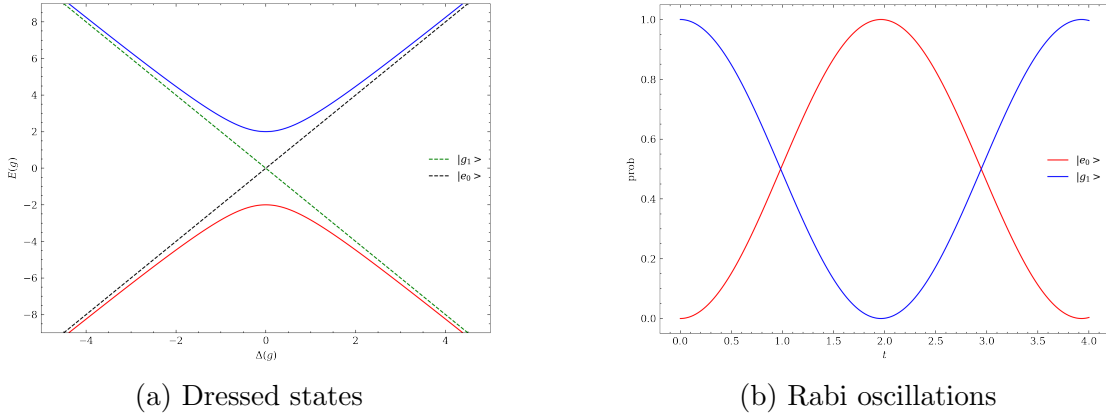 8
6
4
2
0
−2
−4
−6
−8
E(g)
−4
−2
0
2
4
Δ(g)
|g₁ >
|e₀ >
(a) Dressed states
1.0
0.8
0.6
0.4
0.2
0.0
prob
0.0
0.5
1.0
1.5
2.0
2.5
3.0
3.5
4.0
t
|e₀ >
|g₁ >
(b) Rabi oscillations